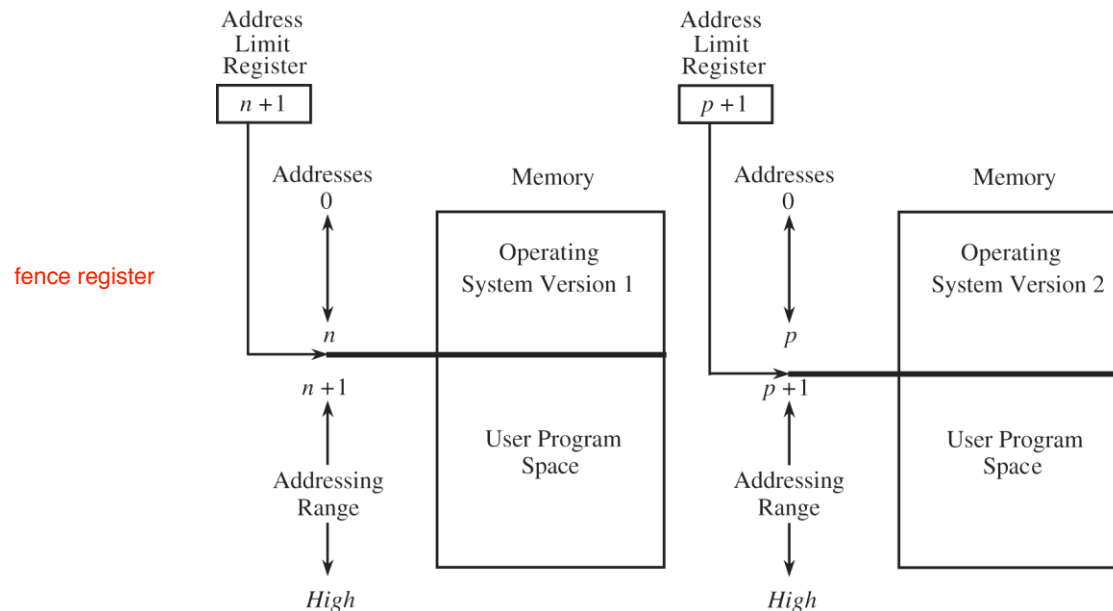 fence register
Address
Limit
Register
n + 1
Addresses
0
n
n + 1
Addressing
Range
High
Memory
Operating
System Version 1
User Program
Space
Address
Limit
Register
p + 1
Addresses
0
p
p + 1
Addressing
Range
High
Memory
Operating
System Version 2
User Program
Space